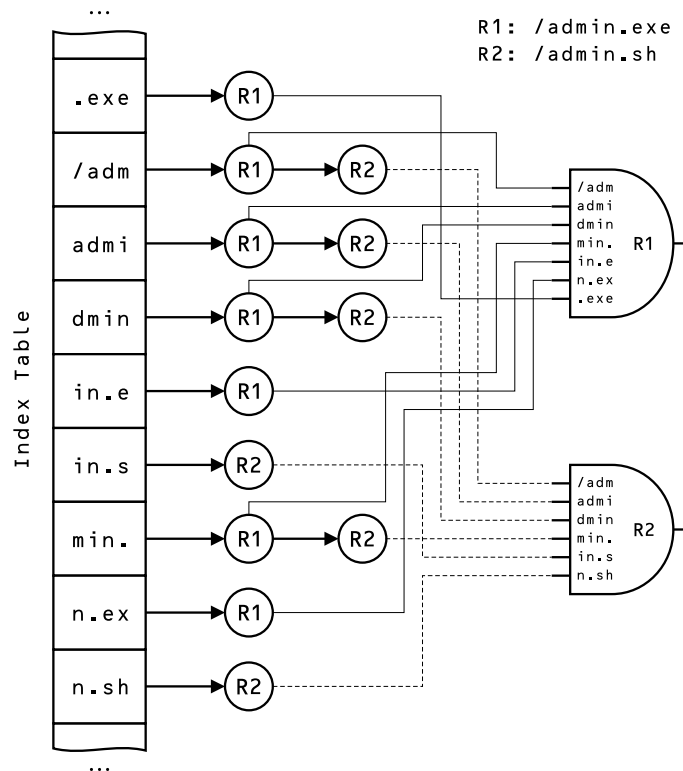 ...
R1: /admin.exe
R2: /admin.sh
Index Table
.exe R1
/adm R1 R2
admi R1 R2
dmin R1 R2
in.e R1
in.s R2
min. R1 R2
n.ex R1
n.sh R2
...
/adm
admi
dmin
min.
in.e
n.ex
.exe
R1
/adm
admi
dmin
min.
in.s
n.sh
R2